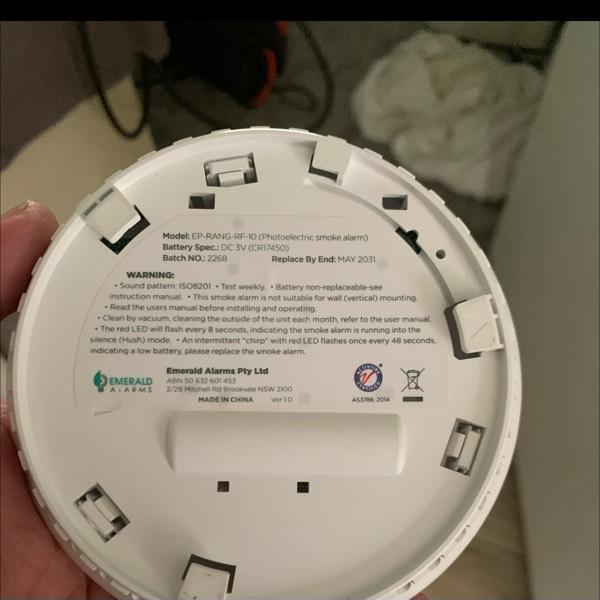 Model: EP-RANG-RF-10 (Photoelectric smoke alarm)
Battery Spec.: DC 3V (CR17450)
Batch NO.: 2268 Replace By End: MAY 2031
WARNING:
• Sound pattern: ISO8201 • Test weekly. • Battery non-replaceable-see
instruction manual. • This smoke alarm is not suitable for wall (vertical) mounting.
• Read the users manual before installing and operating.
• Clean by vacuum, cleaning the outside of the unit each month, refer to the user manual.
• The red LED will flash every 8 seconds, indicating the smoke alarm is running into the
silence (Hush) mode. • An intermittent "chirp" with red LED flashes once every 48 seconds,
indicating a low battery, please replace the smoke alarm.
EMERALD
ALARMS
Emerald Alarms Pty Ltd
ABN 50 632 601 453
2/29 Mitchell Rd Brookvale NSW 2100
MADE IN CHINA Ver1.0
AS3786: 2014